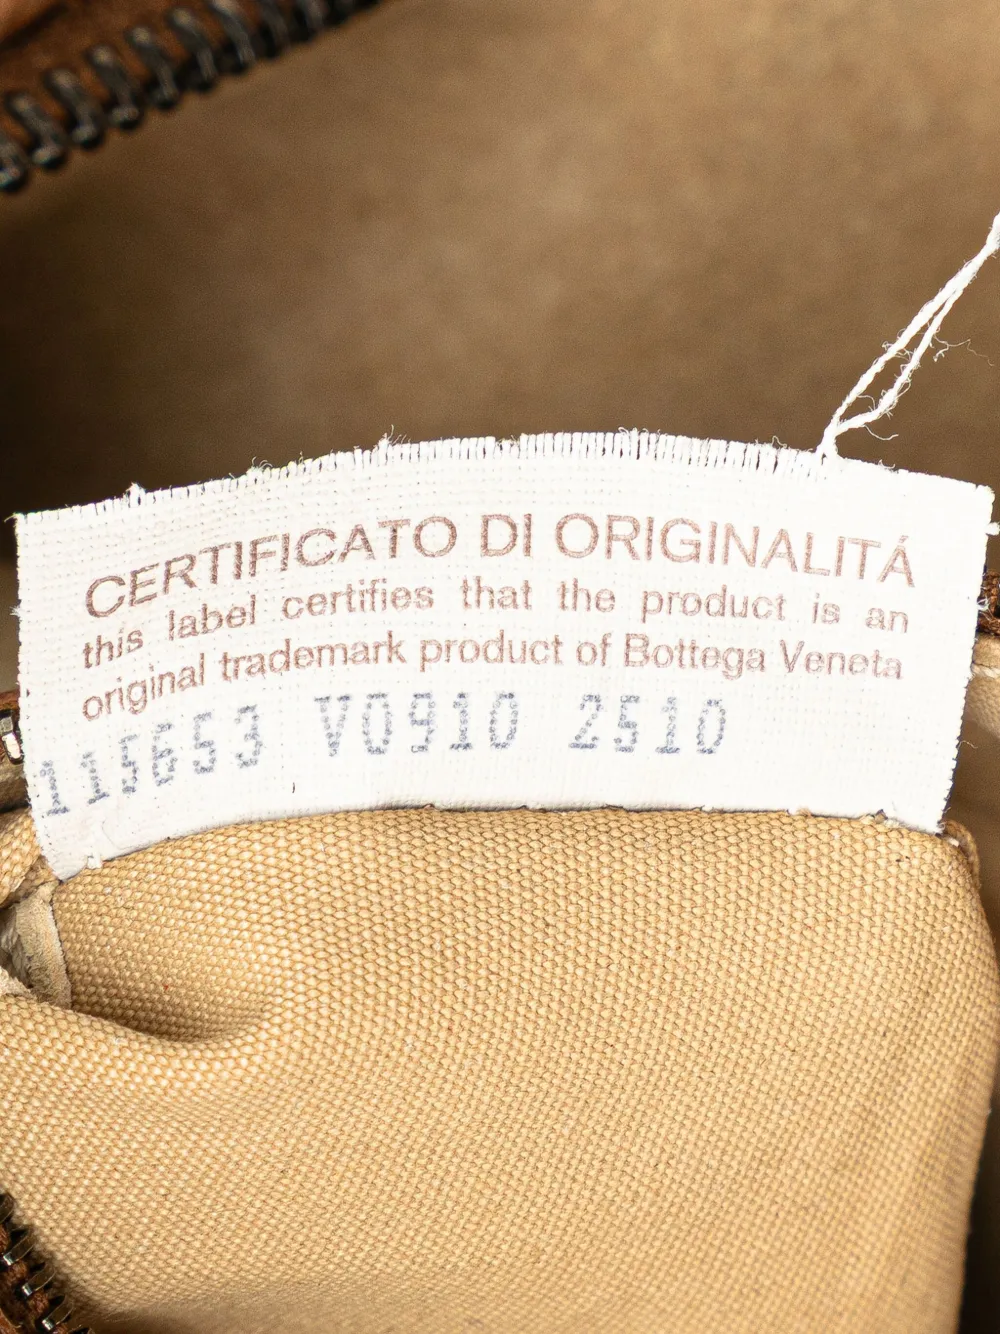 CERTIFICATO DI ORIGINALITÁ
this label certifies that the product is an
original trademark product of Bottega Veneta
115653 V0910 2510